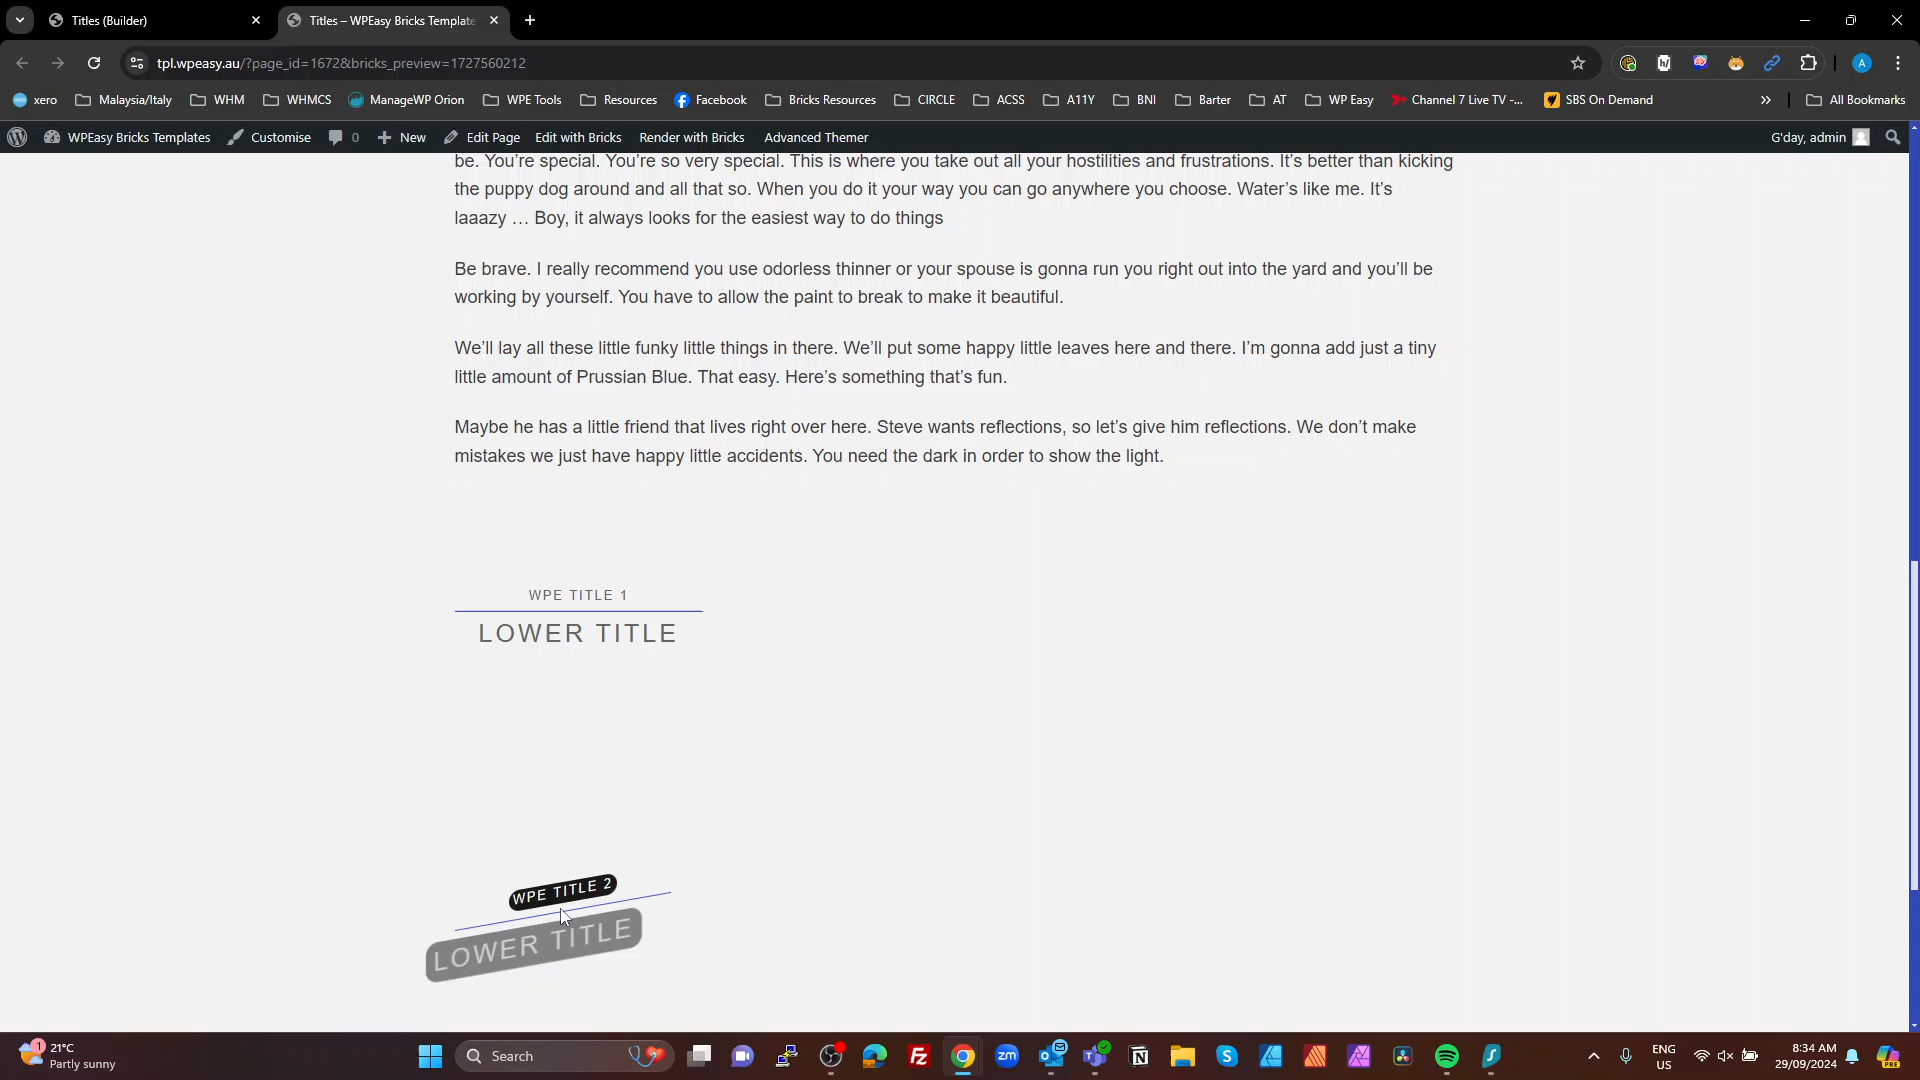 Titles (Builder)
Titles – WPEasy Bricks Template
tpl.wpeasy.au/?page_id=1672&bricks_preview=1727560212
xero
Malaysia/Italy
WHM
WHMCS
ManageWP Orion
WPE Tools
Resources
Facebook
Bricks Resources
CIRCLE
ACSS
A11Y
BNI
Barter
AT
WP Easy
Channel 7 Live TV -...
SBS On Demand
All Bookmarks
WPEasy Bricks Templates
Customise
0
New
Edit Page
Edit with Bricks
Render with Bricks
Advanced Themer
G'day, admin
be. You’re special. You’re so very special. This is where you take out all your hostilities and frustrations. It’s better than kicking
the puppy dog around and all that so. When you do it your way you can go anywhere you choose. Water’s like me. It’s
laaazy … Boy, it always looks for the easiest way to do things
Be brave. I really recommend you use odorless thinner or your spouse is gonna run you right out into the yard and you’ll be
working by yourself. You have to allow the paint to break to make it beautiful.
We’ll lay all these little funky little things in there. We’ll put some happy little leaves here and there. I’m gonna add just a tiny
little amount of Prussian Blue. That easy. Here’s something that’s fun.
Maybe he has a little friend that lives right over here. Steve wants reflections, so let’s give him reflections. We don’t make
mistakes we just have happy little accidents. You need the dark in order to show the light.
WPE TITLE 1
LOWER TITLE
WPE TITLE 2
LOWER TITLE
1
21°C
Partly sunny
Search
ENG
US
8:34 AM
29/09/2024